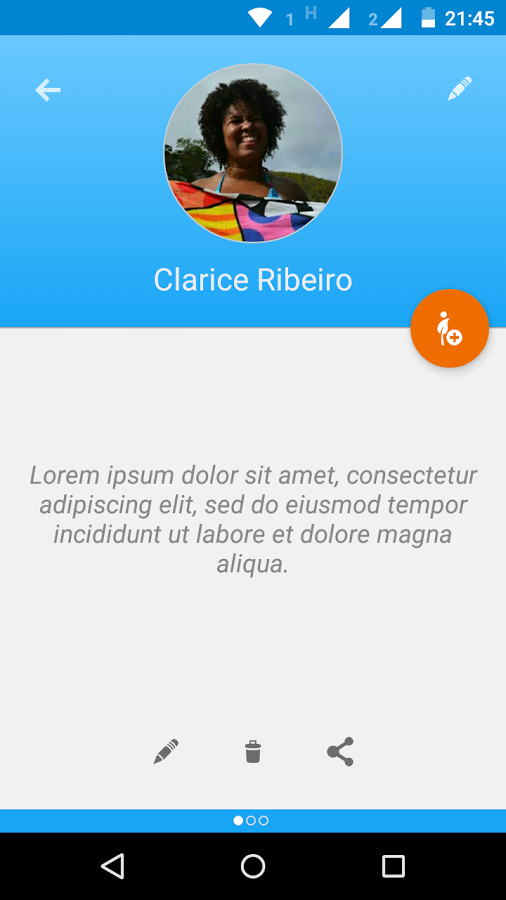 1 H 2 21:45
Clarice Ribeiro
Lorem ipsum dolor sit amet, consectetur
adipiscing elit, sed do eiusmod tempor
incididunt ut labore et dolore magna
aliqua.